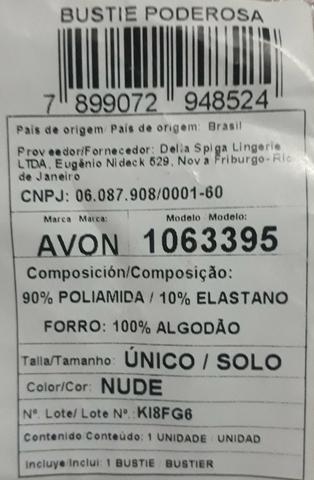 BUSTIE PODEROSA
7 899072 948524
Pais de origem: Pais de origem: Brasil
Proveedor/Fornecedor: Delia Spiga Lingerie
LTDA, Eugênio Nideck 529, Nova Friburgo-Rio
de Janeiro
CNPJ: 06.087.908/0001-60
Marca Marca: Modelo Modelo:
AVON 1063395
Composición/Composição:
90% POLIAMIDA / 10% ELASTANO
FORRO: 100% ALGODÃO
Talla/Tamanho: ÚNICO / SOLO
Color/Cor: NUDE
Nº. Lote/ Lote Nº.: KI8FG6
Contenido Conteúdo: 1 UNIDADE / UNIDAD
Incluye/Inclui: 1 BUSTIE / BUSTIER